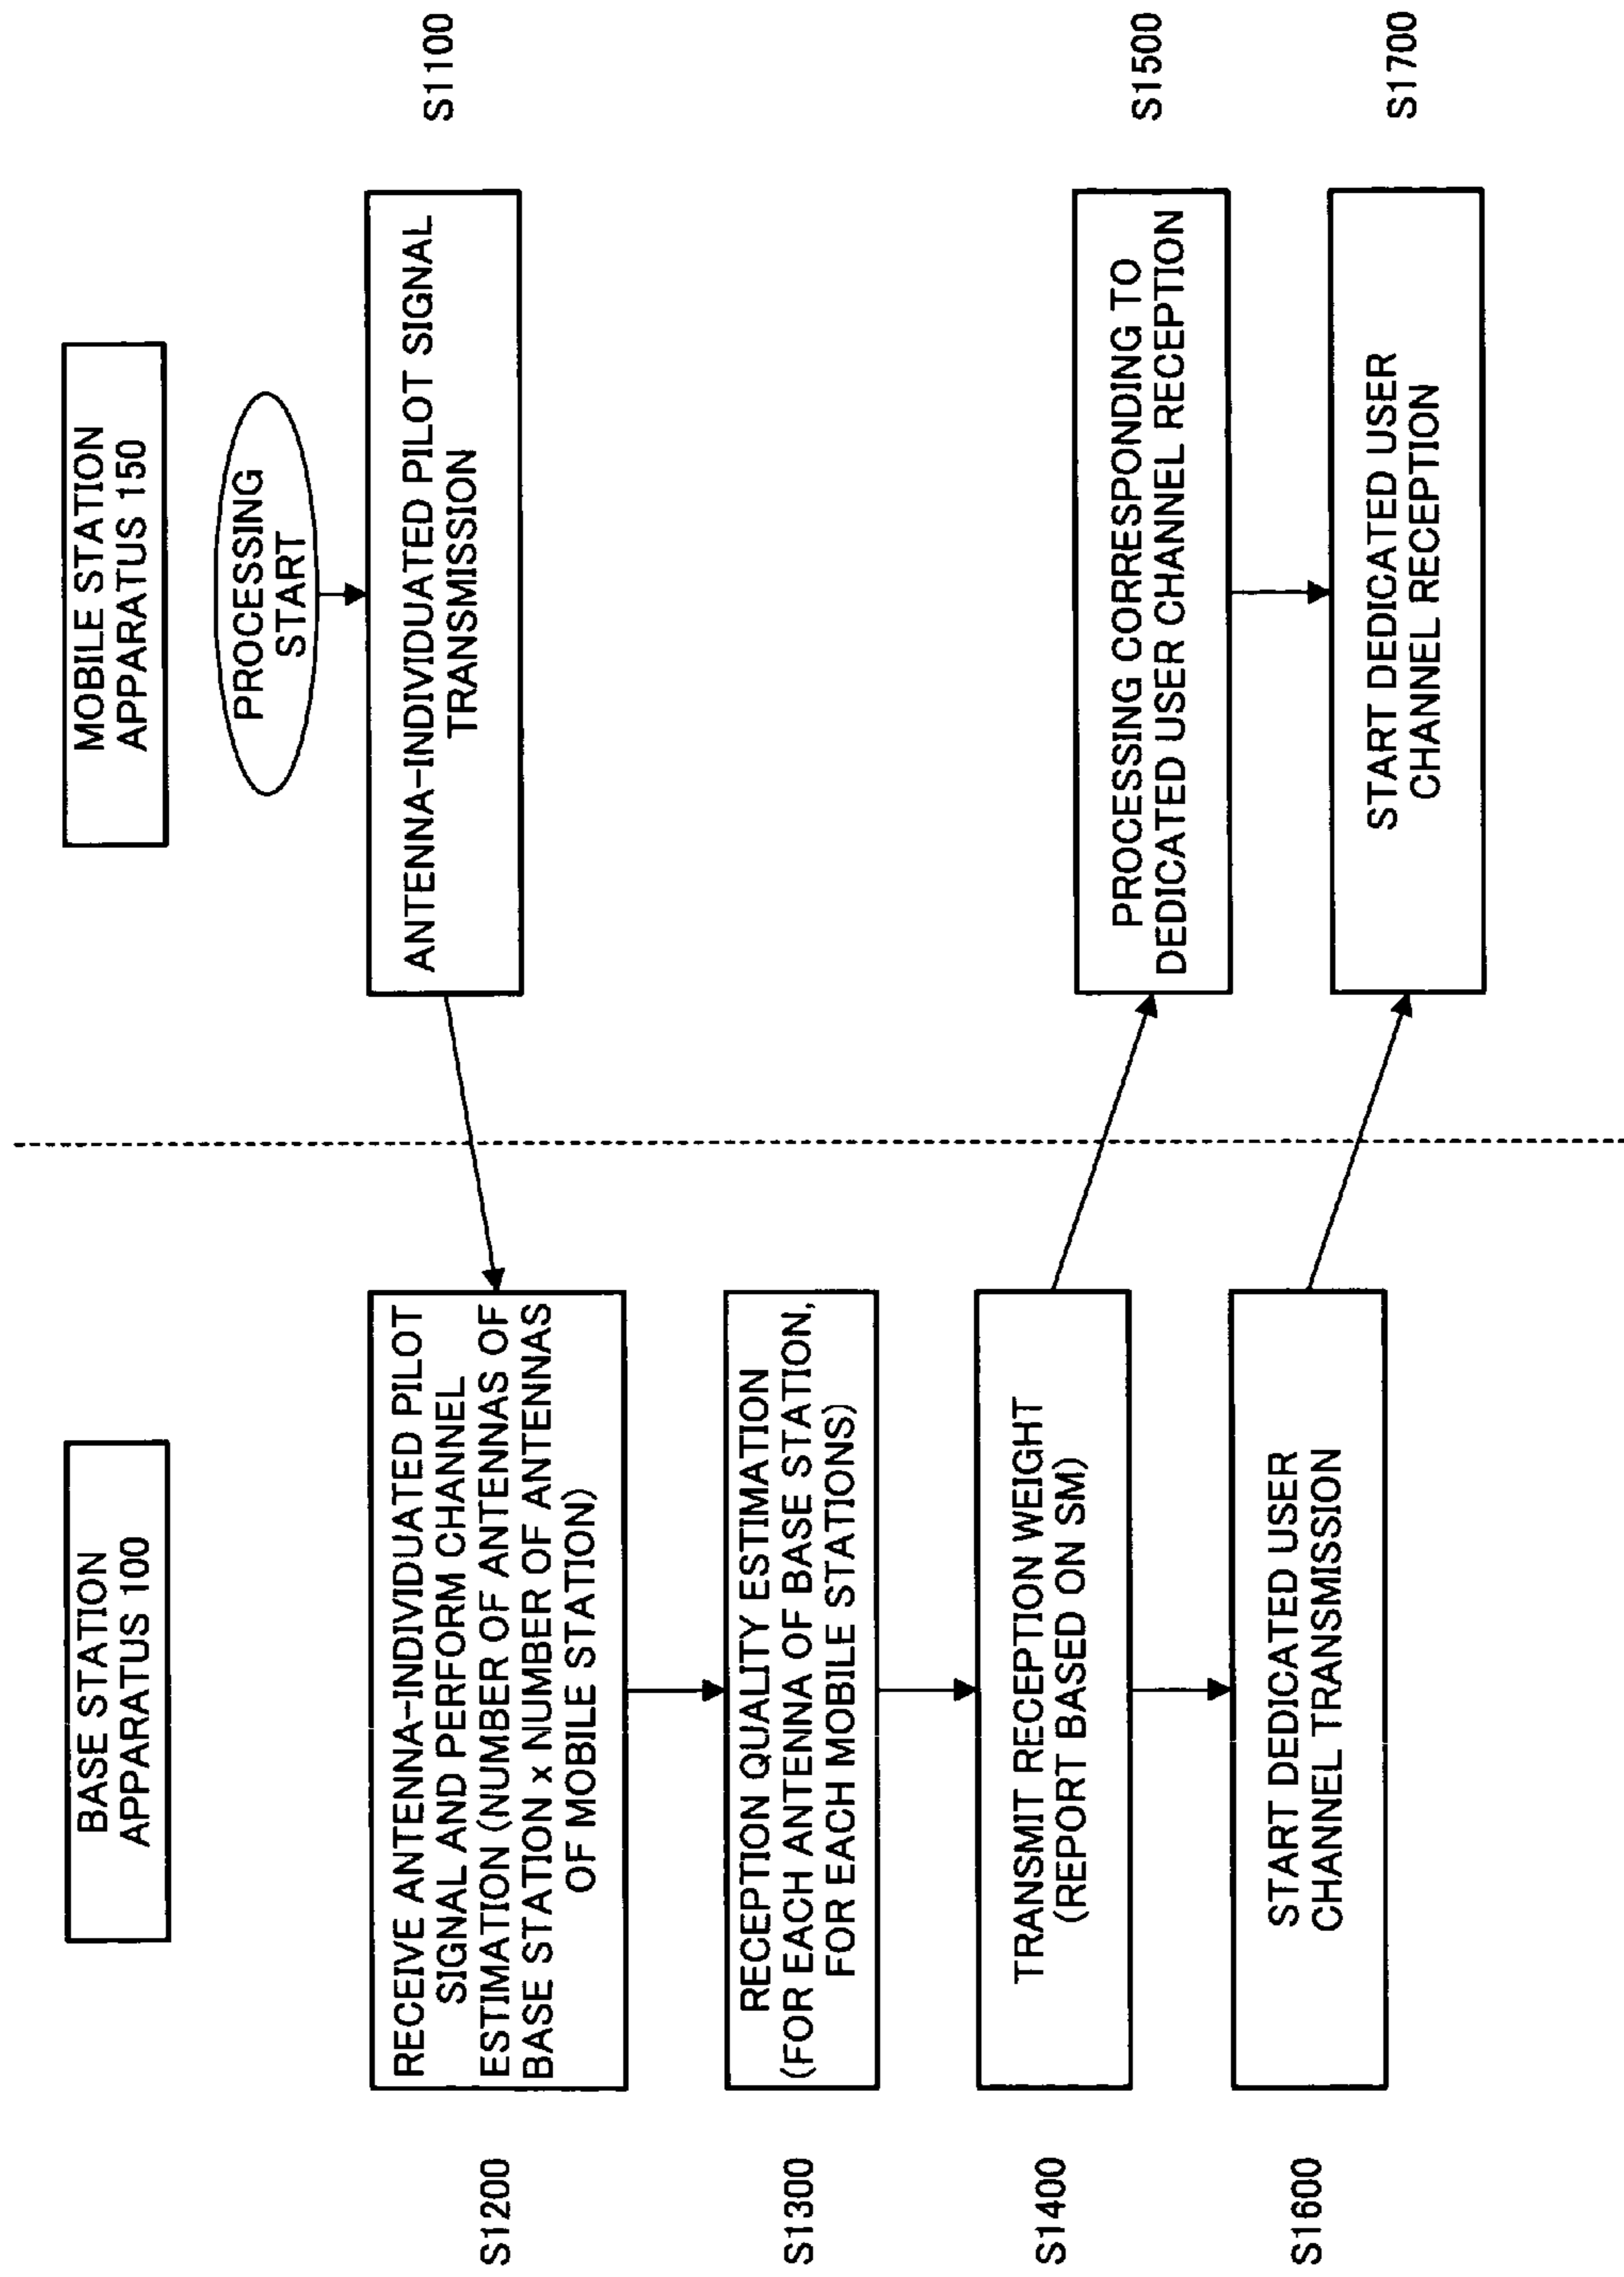 BASE STATION
APPARATUS 100
MOBILE STATION
APPARATUS 150
PROCESSING
START
ANTENNA-INDIVIDUATED PILOT SIGNAL
TRANSMISSION
S1100
S1200
RECEIVE ANTENNA-INDIVIDUATED PILOT
SIGNAL AND PERFORM CHANNEL
ESTIMATION (NUMBER OF ANTENNAS OF
BASE STATION x NUMBER OF ANTENNAS
OF MOBILE STATION)
S1300
RECEPTION QUALITY ESTIMATION
(FOR EACH ANTENNA OF BASE STATION,
FOR EACH MOBILE STATIONS)
S1400
TRANSMIT RECEPTION WEIGHT
(REPORT BASED ON SM)
PROCESSING CORRESPONDING TO
DEDICATED USER CHANNEL RECEPTION
S1500
S1600
START DEDICATED USER
CHANNEL TRANSMISSION
START DEDICATED USER
CHANNEL RECEPTION
S1700